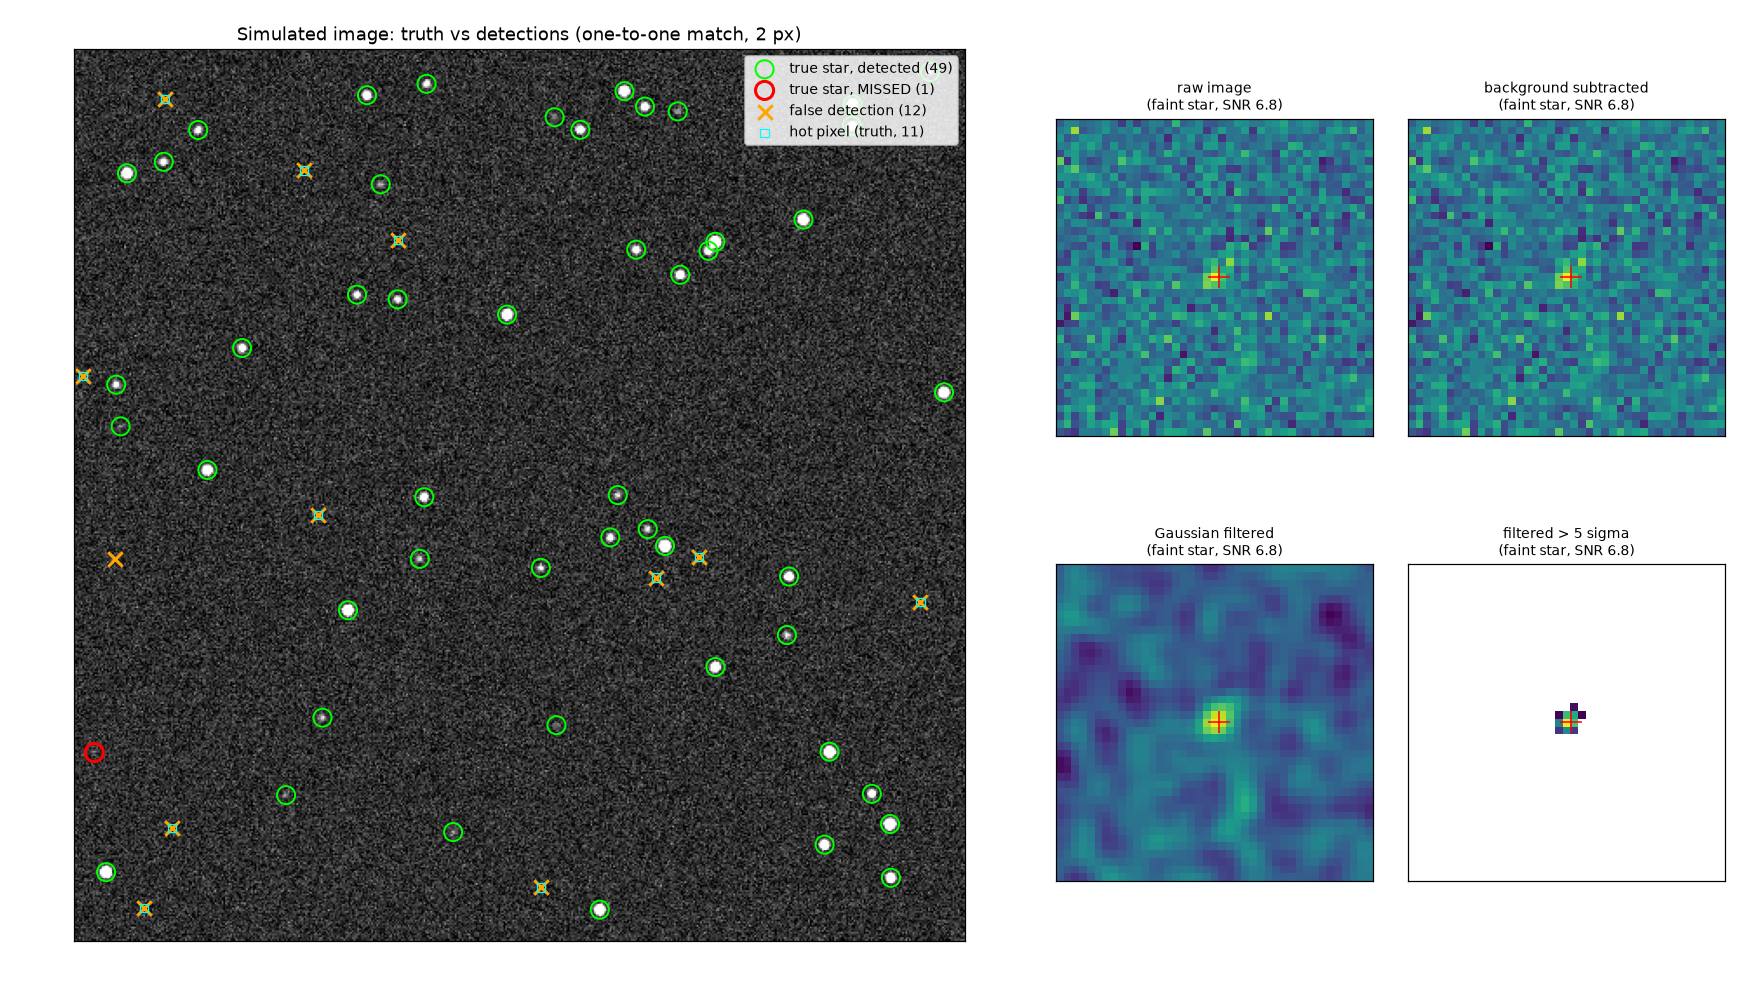 Simulated image: truth vs detections (one-to-one match, 2 px)
true star, detected (49)
true star, MISSED (1)
false detection (12)
hot pixel (truth, 11)
raw image
(faint star, SNR 6.8)
background subtracted
(faint star, SNR 6.8)
Gaussian filtered
(faint star, SNR 6.8)
filtered > 5 sigma
(faint star, SNR 6.8)